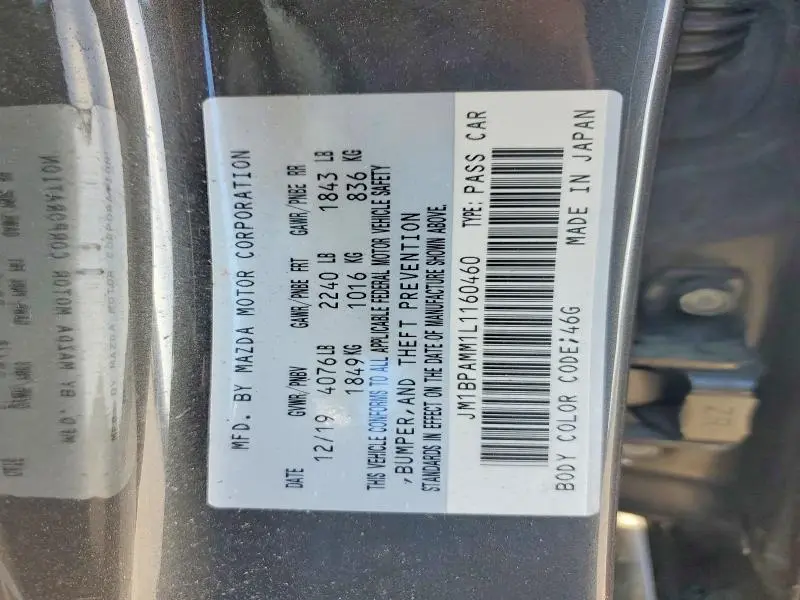 MFD. BY MAZDA MOTOR CORPORATION
DATE GVWR/PNBV GAWR/PNBE FRT GAWR/PNBE RR
12/19 4076LB 2240 LB 1843 LB
1849KG 1016 KG 836 KG
THIS VEHICLE CONFORMS TO ALL APPLICABLE FEDERAL MOTOR VEHICLE SAFETY
,BUMPER,AND THEFT PREVENTION
STANDARDS IN EFFECT ON THE DATE OF MANUFACTURE SHOWN ABOVE.
JM1BPAMM1L1160460 TYPE: PASS CAR
BODY COLOR CODE;46G MADE IN JAPAN